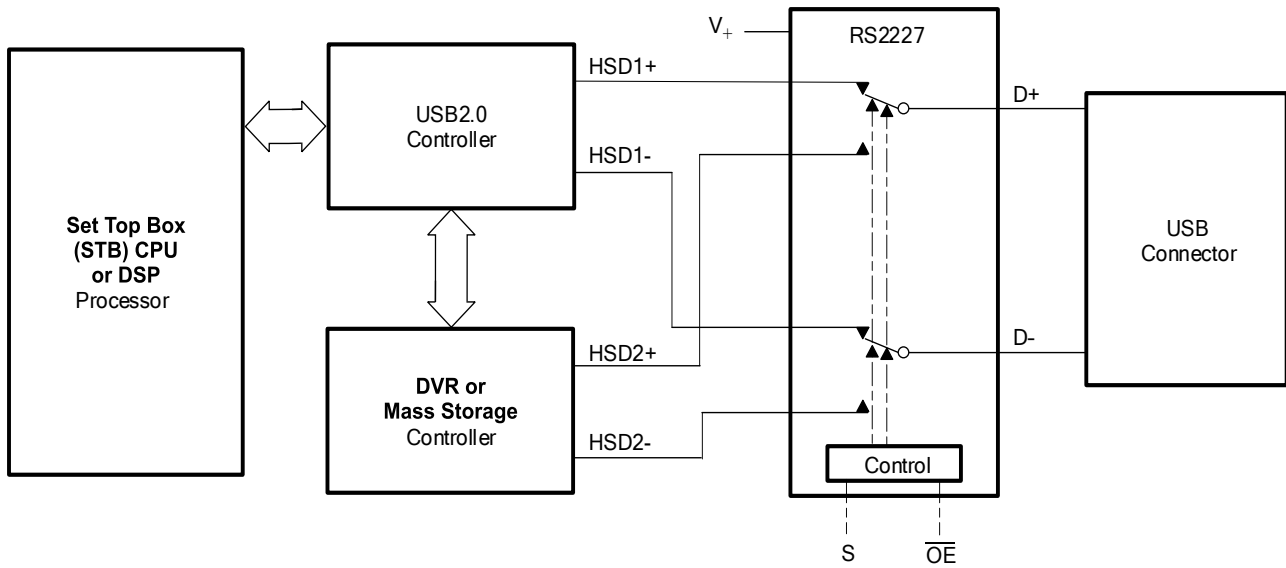 V+
RS2227
HSD1+
USB2.0
Controller
D+
HSD1-
Set Top Box
(STB) CPU
or DSP
Processor
USB
Connector
HSD2+
D-
DVR or
Mass Storage
Controller
HSD2-
Control
S
OE